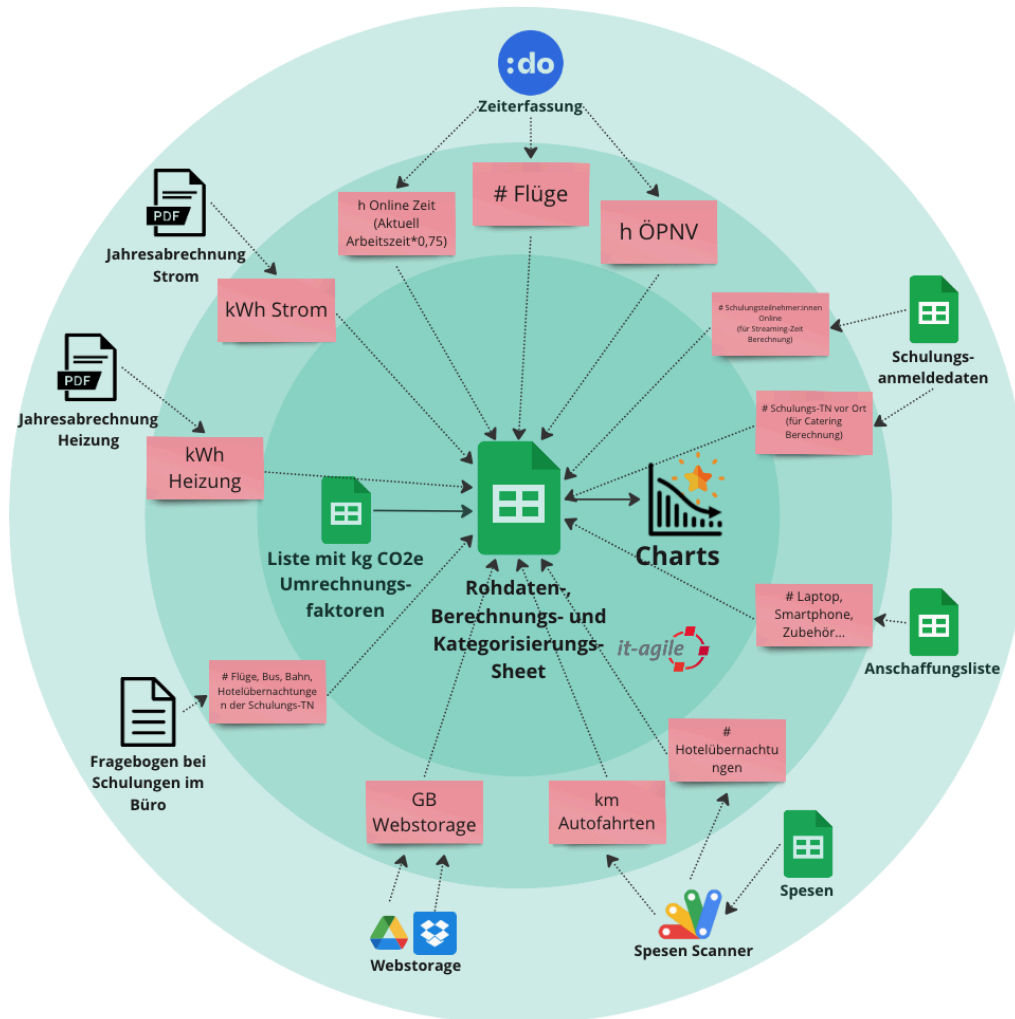 :do
Zeiterfassung
h Online Zeit
(Aktuell
Arbeitszeit*0,75)
# Flüge
h ÖPNV
PDF
Jahresabrechnung
Strom
kWh Strom
# Schulungsteilnehmer:innen
Online
(für Streaming-Zeit
Berechnung)
Schulungs-
anmeldedaten
PDF
Jahresabrechnung
Heizung
kWh
Heizung
# Schulungs-TN vor Ort
(für Catering
Berechnung)
Liste mit kg CO2e
Umrechnungs-
faktoren
Rohdaten-,
Berechnungs- und
Kategorisierungs-
Sheet
Charts
it-agile
# Laptop,
Smartphone,
Zubehör...
Anschaffungsliste
# Flüge, Bus, Bahn,
Hotelübernachtunge
n der Schulungs-TN
Fragebogen bei
Schulungen im
Büro
GB
Webstorage
km
Autofahrten
#
Hotelübernachtu
ngen
Spesen
Webstorage
Spesen Scanner